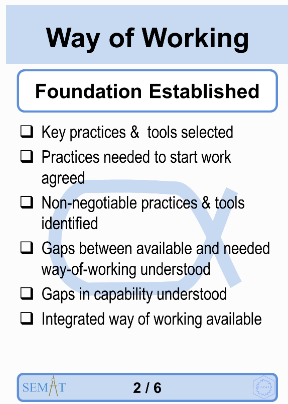 Way of Working
Foundation Established
Key practices & tools selected
Practices needed to start work
agreed
Non-negotiable practices & tools
identified
Gaps between available and needed
way-of-working understood
Gaps in capability understood
Integrated way of working available
SEMAT
2 / 6